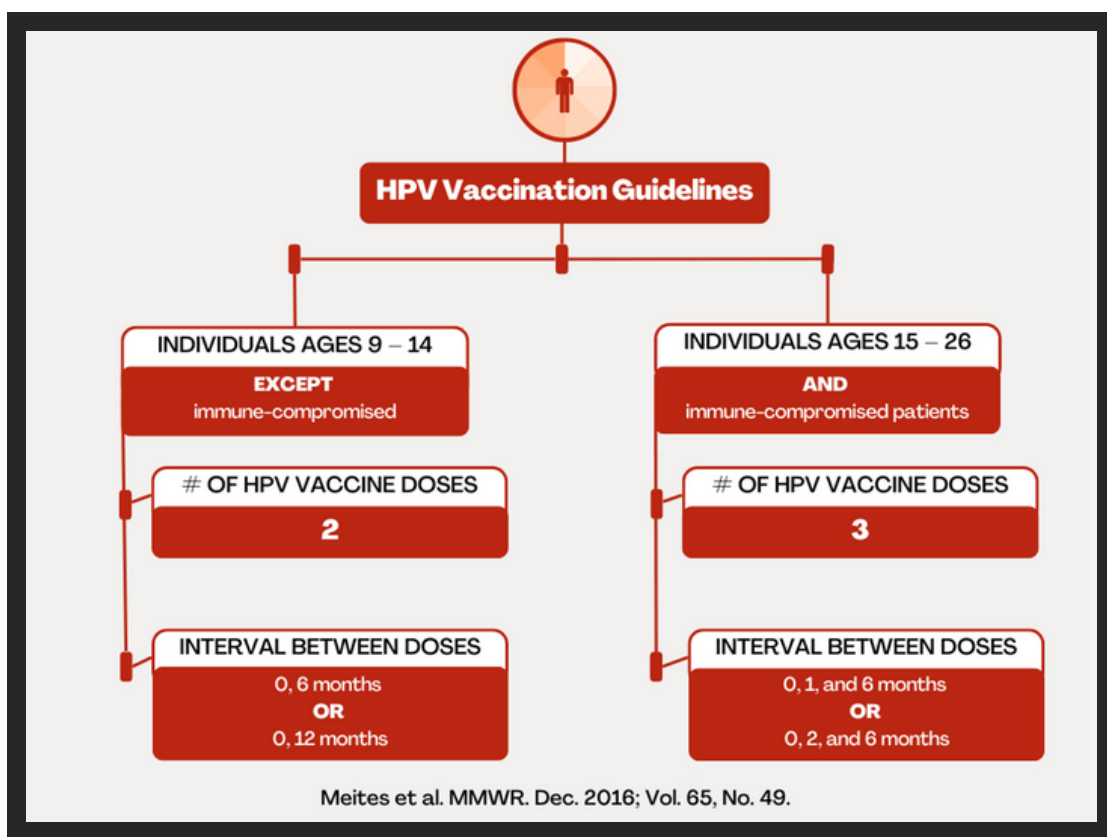 HPV Vaccination Guidelines
INDIVIDUALS AGES 9 – 14
EXCEPT
immune-compromised
# OF HPV VACCINE DOSES
2
INTERVAL BETWEEN DOSES
0, 6 months
OR
0, 12 months
INDIVIDUALS AGES 15 – 26
AND
immune-compromised patients
# OF HPV VACCINE DOSES
3
INTERVAL BETWEEN DOSES
0, 1, and 6 months
OR
0, 2, and 6 months
Meites et al. MMWR. Dec. 2016; Vol. 65, No. 49.